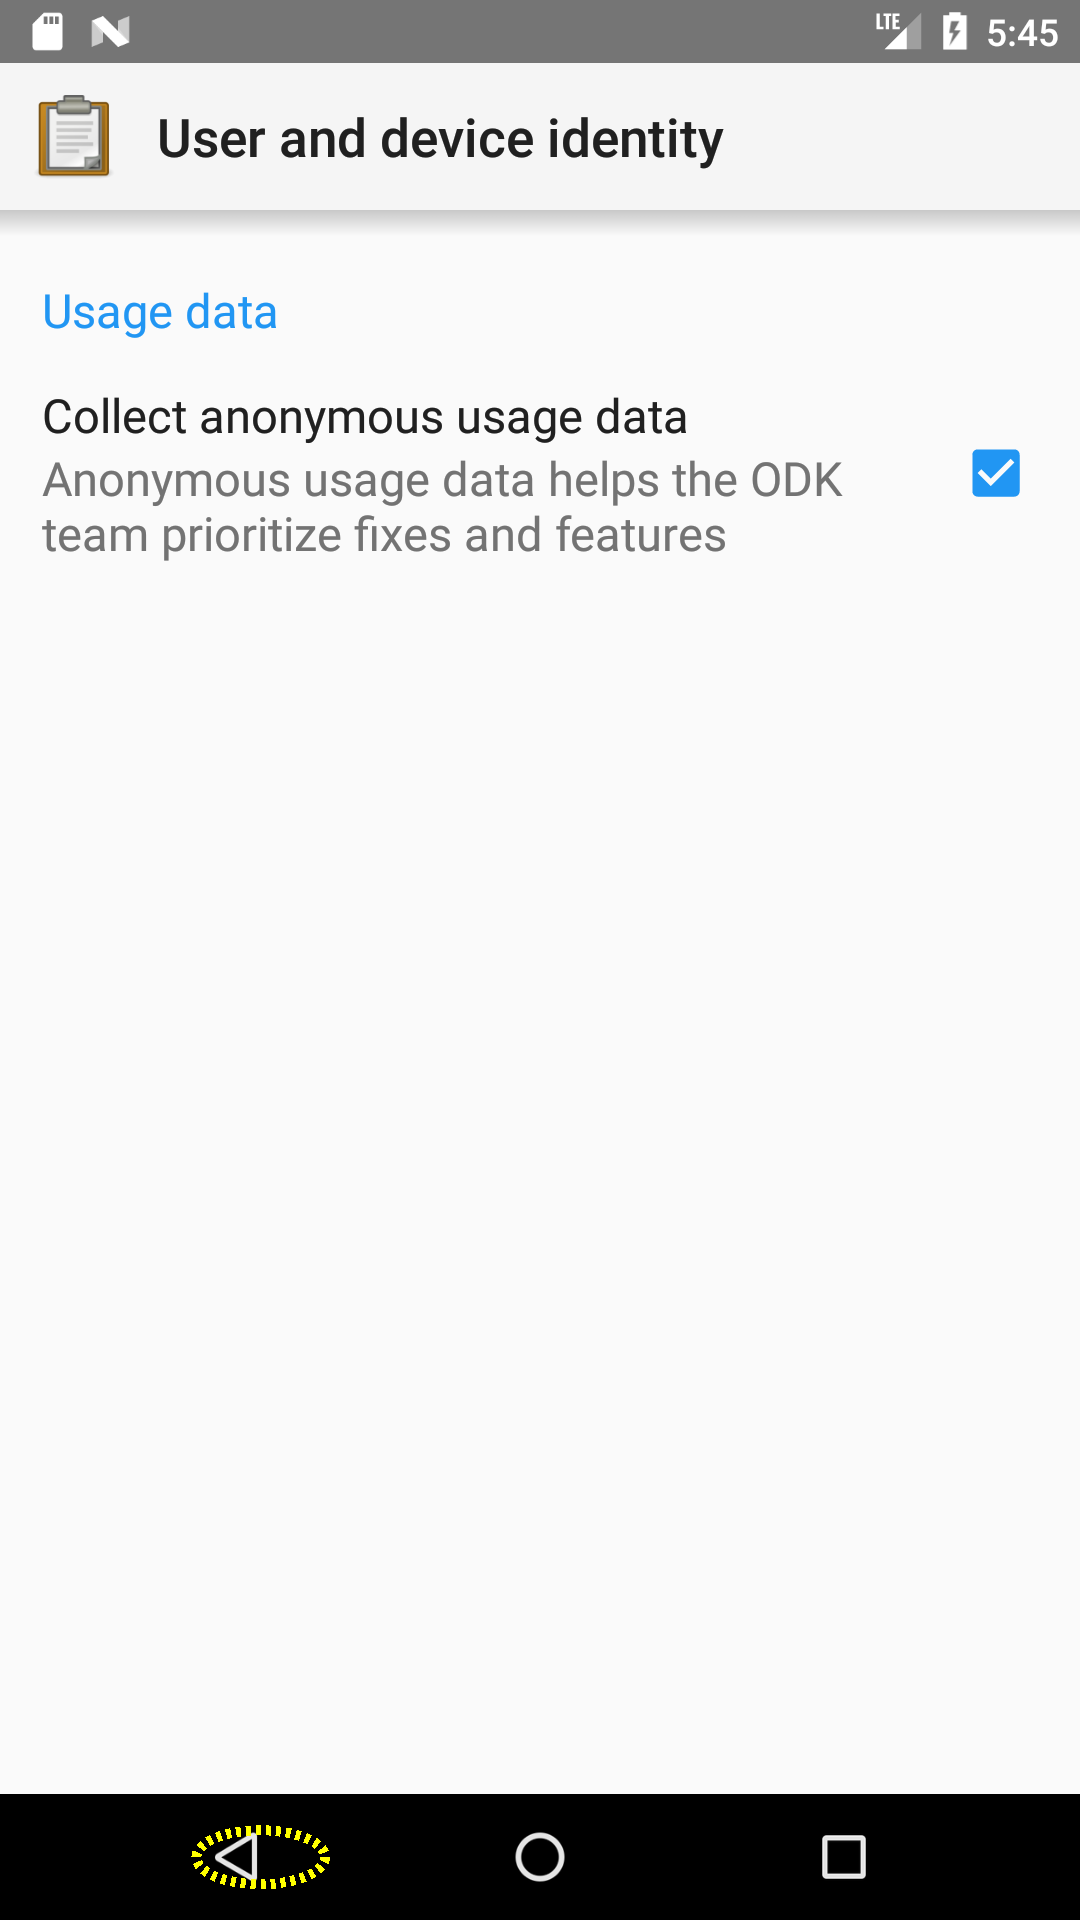 LTE 5:45
User and device identity
Usage data
Collect anonymous usage data
Anonymous usage data helps the ODK
team prioritize fixes and features